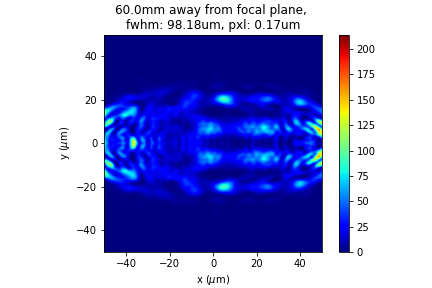 60.0mm away from focal plane,
fwhm: 98.18um, pxl: 0.17um
40
20
0
−20
−40
y (μm)
−40 −20 0 20 40
x (μm)
200
175
150
125
100
75
50
25
0